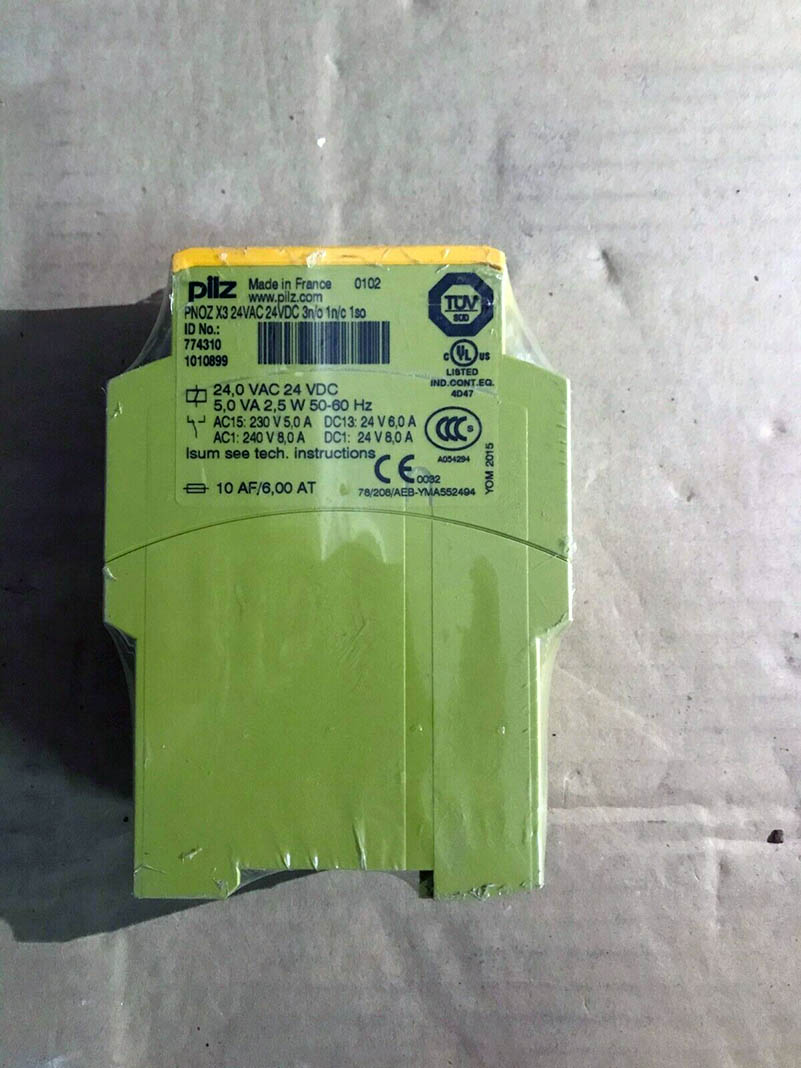 pilz Made in France 0102
www.pilz.com
PNOZ X3 24VAC 24VDC 3n/o 1n/c 1so
ID No.:
774310
1010899
TÜV
SÜD
C UL US
LISTED
IND.CONT.EQ.
4D47
24,0 VAC 24 VDC
5,0 VA 2,5 W 50-60 Hz
AC15: 230 V 5,0 A DC13: 24 V 6,0 A
AC1: 240 V 8,0 A DC1: 24 V 8,0 A
Isum see tech. instructions
CCC S
A054294
CE 0032
10 AF/6,00 AT
78/208/AEB-YMA552494
YOM 2015